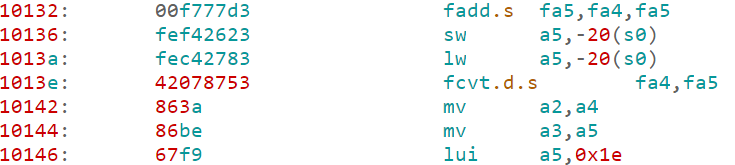 10132: 00f777d3 fadd.s fa5,fa4,fa5
10136: fef42623 sw a5,-20(s0)
1013a: fec42783 lw a5,-20(s0)
1013e: 42078753 fcvt.d.s fa4,fa5
10142: 863a mv a2,a4
10144: 86be mv a3,a5
10146: 67f9 lui a5,0x1e